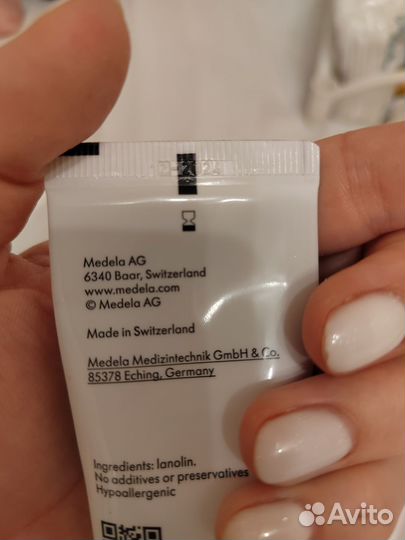 Medela AG
6340 Baar, Switzerland
www.medela.com
© Medela AG
Made in Switzerland
Medela Medizintechnik GmbH & Co.
85378 Eching, Germany
Ingredients: lanolin.
No additives or preservatives
Hypoallergenic
Avito